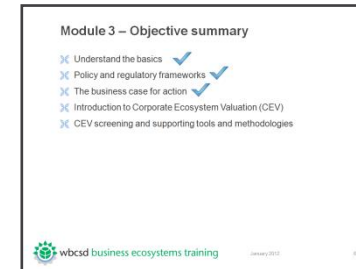 Module 3 – Objective summary
Understand the basics
Policy and regulatory frameworks
The business case for action
Introduction to Corporate Ecosystem Valuation (CEV)
CEV screening and supporting tools and methodologies
wbcsd business ecosystems training
January 2012